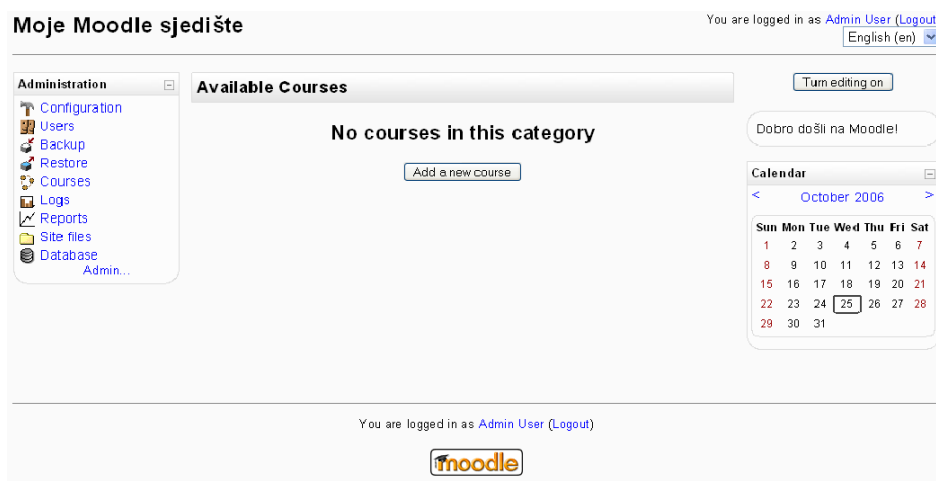 Moje Moodle sjedište
You are logged in as Admin User (Logout
English (en)
Administration
Configuration
Users
Backup
Restore
Courses
Logs
Reports
Site files
Database
Admin...
Available Courses
No courses in this category
Add a new course
Turn editing on
Dobro došli na Moodle!
Calendar
< October 2006 >
Sun Mon Tue Wed Thu Fri Sat
1 2 3 4 5 6 7
8 9 10 11 12 13 14
15 16 17 18 19 20 21
22 23 24 25 26 27 28
29 30 31
You are logged in as Admin User (Logout)
moodle